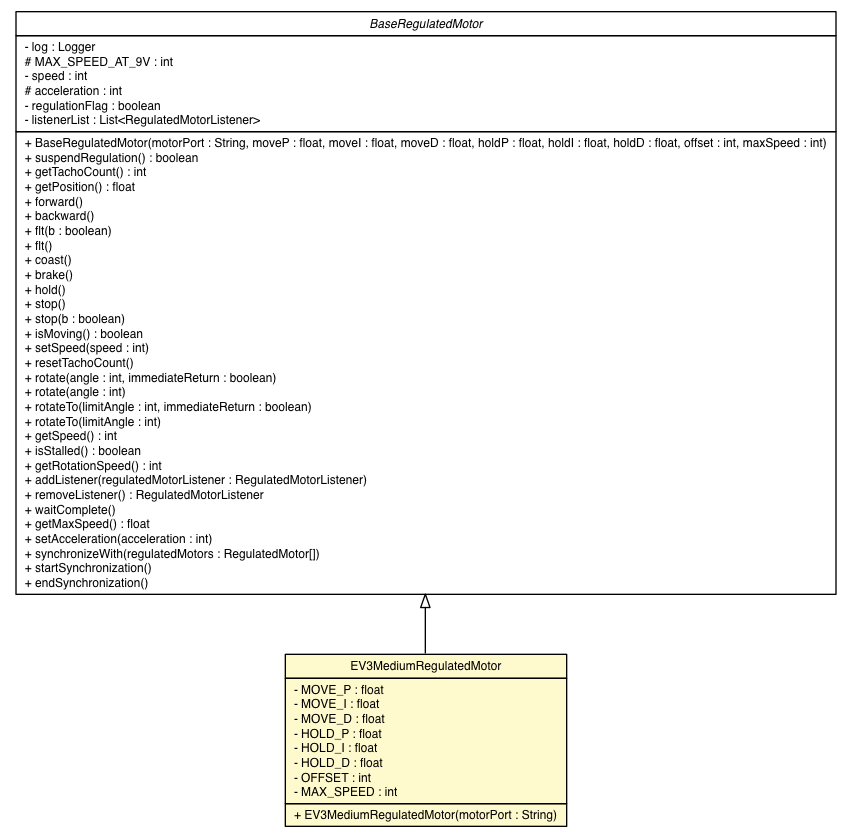 BaseRegulatedMotor
- log : Logger
# MAX_SPEED_AT_9V : int
- speed : int
# acceleration : int
- regulationFlag : boolean
- listenerList : List<RegulatedMotorListener>
+ BaseRegulatedMotor(motorPort : String, moveP : float, moveI : float, moveD : float, holdP : float, holdI : float, holdD : float, offset : int, maxSpeed : int)
+ suspendRegulation() : boolean
+ getTachoCount() : int
+ getPosition() : float
+ forward()
+ backward()
+ flt(b : boolean)
+ flt()
+ coast()
+ brake()
+ hold()
+ stop()
+ stop(b : boolean)
+ isMoving() : boolean
+ setSpeed(speed : int)
+ resetTachoCount()
+ rotate(angle : int, immediateReturn : boolean)
+ rotate(angle : int)
+ rotateTo(limitAngle : int, immediateReturn : boolean)
+ rotateTo(limitAngle : int)
+ getSpeed() : int
+ isStalled() : boolean
+ getRotationSpeed() : int
+ addListener(regulatedMotorListener : RegulatedMotorListener)
+ removeListener() : RegulatedMotorListener
+ waitComplete()
+ getMaxSpeed() : float
+ setAcceleration(acceleration : int)
+ synchronizeWith(regulatedMotors : RegulatedMotor[])
+ startSynchronization()
+ endSynchronization()
EV3MediumRegulatedMotor
- MOVE_P : float
- MOVE_I : float
- MOVE_D : float
- HOLD_P : float
- HOLD_I : float
- HOLD_D : float
- OFFSET : int
- MAX_SPEED : int
+ EV3MediumRegulatedMotor(motorPort : String)